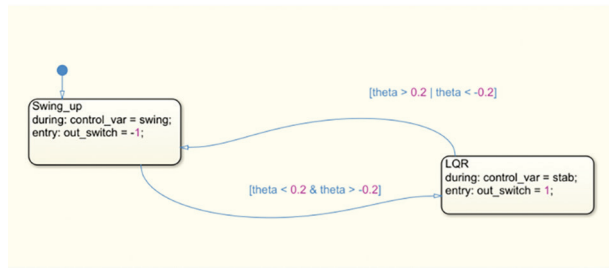 [theta > 0.2 | theta < -0.2]
Swing_up
during: control_var = swing;
entry: out_switch = -1;
[theta < 0.2 & theta > -0.2]
LQR
during: control_var = stab;
entry: out_switch = 1;